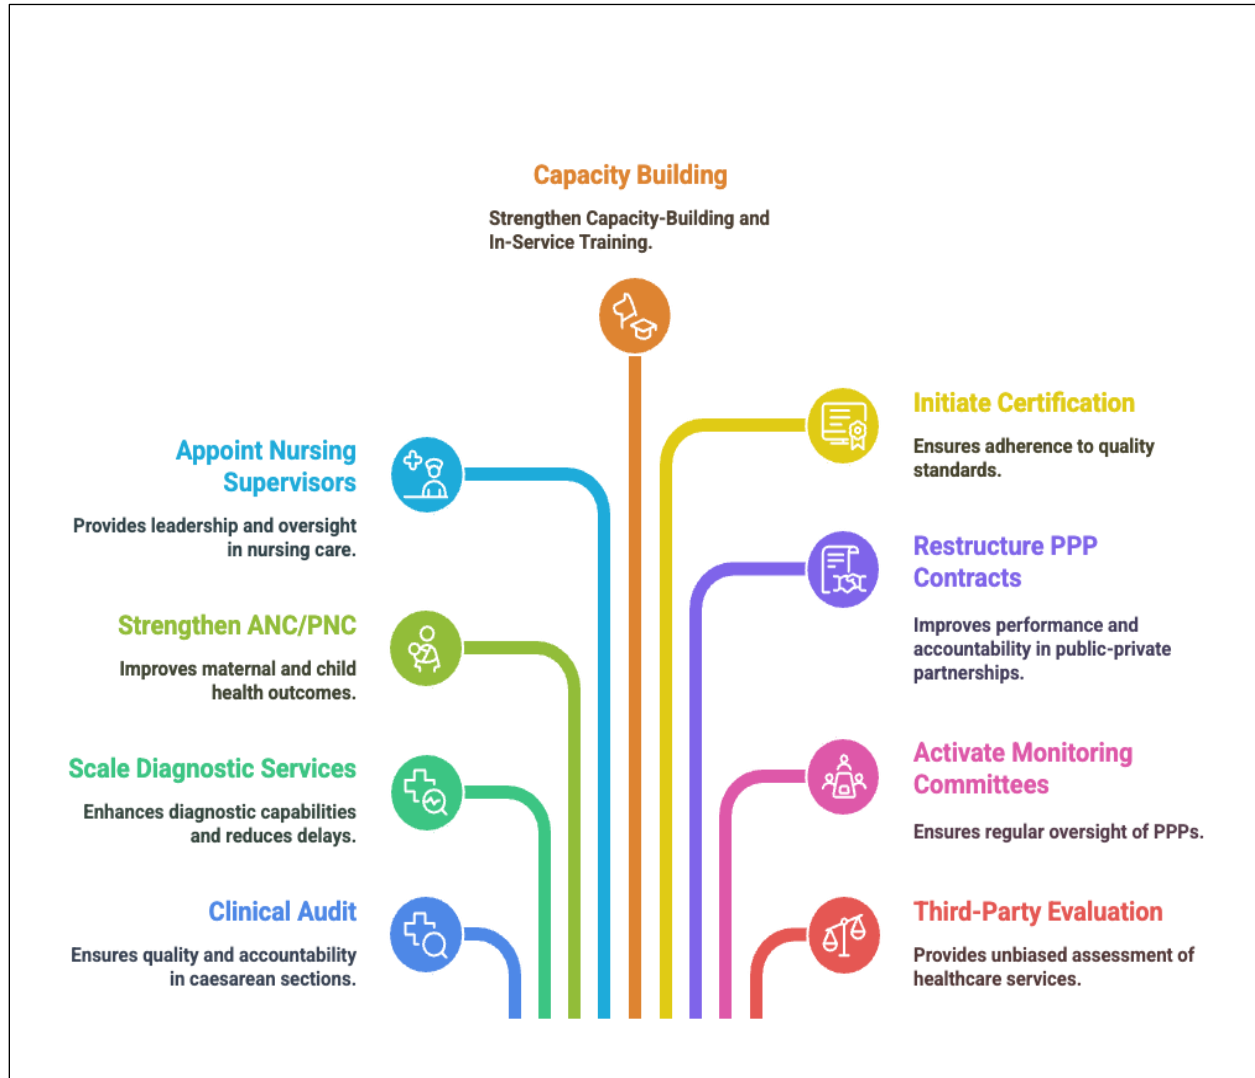 Capacity Building
Strengthen Capacity-Building and
In-Service Training.
Appoint Nursing
Supervisors
Provides leadership and oversight
in nursing care.
Strengthen ANC/PNC
Improves maternal and child
health outcomes.
Scale Diagnostic Services
Enhances diagnostic capabilities
and reduces delays.
Clinical Audit
Ensures quality and accountability
in caesarean sections.
Initiate Certification
Ensures adherence to quality
standards.
Restructure PPP
Contracts
Improves performance and
accountability in public-private
partnerships.
Activate Monitoring
Committees
Ensures regular oversight of PPPs.
Third-Party Evaluation
Provides unbiased assessment of
healthcare services.